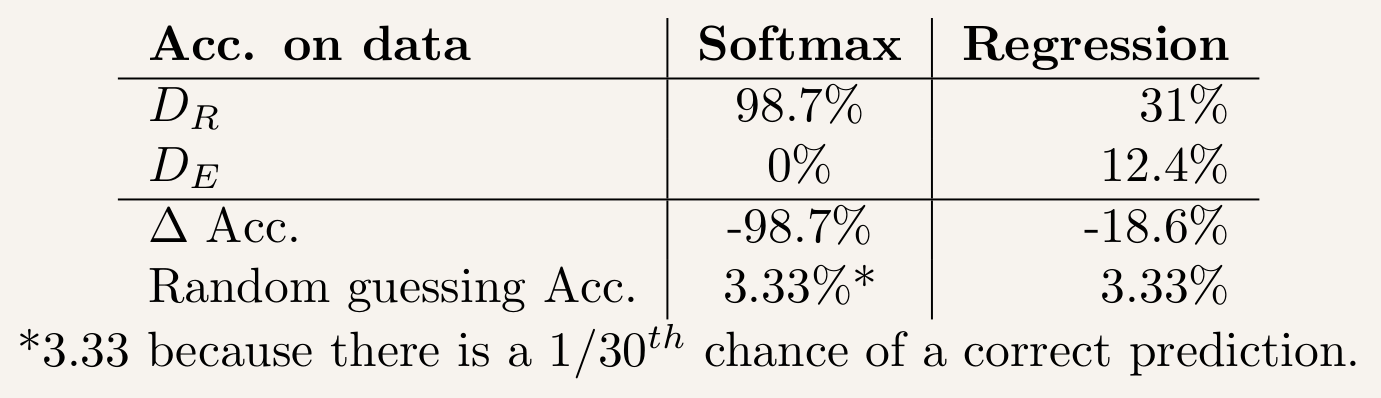 Acc. on data Softmax Regression
D_R 98.7% 31%
D_E 0% 12.4%
Δ Acc. -98.7% -18.6%
Random guessing Acc. 3.33%* 3.33%
*3.33 because there is a 1/30^th chance of a correct prediction.